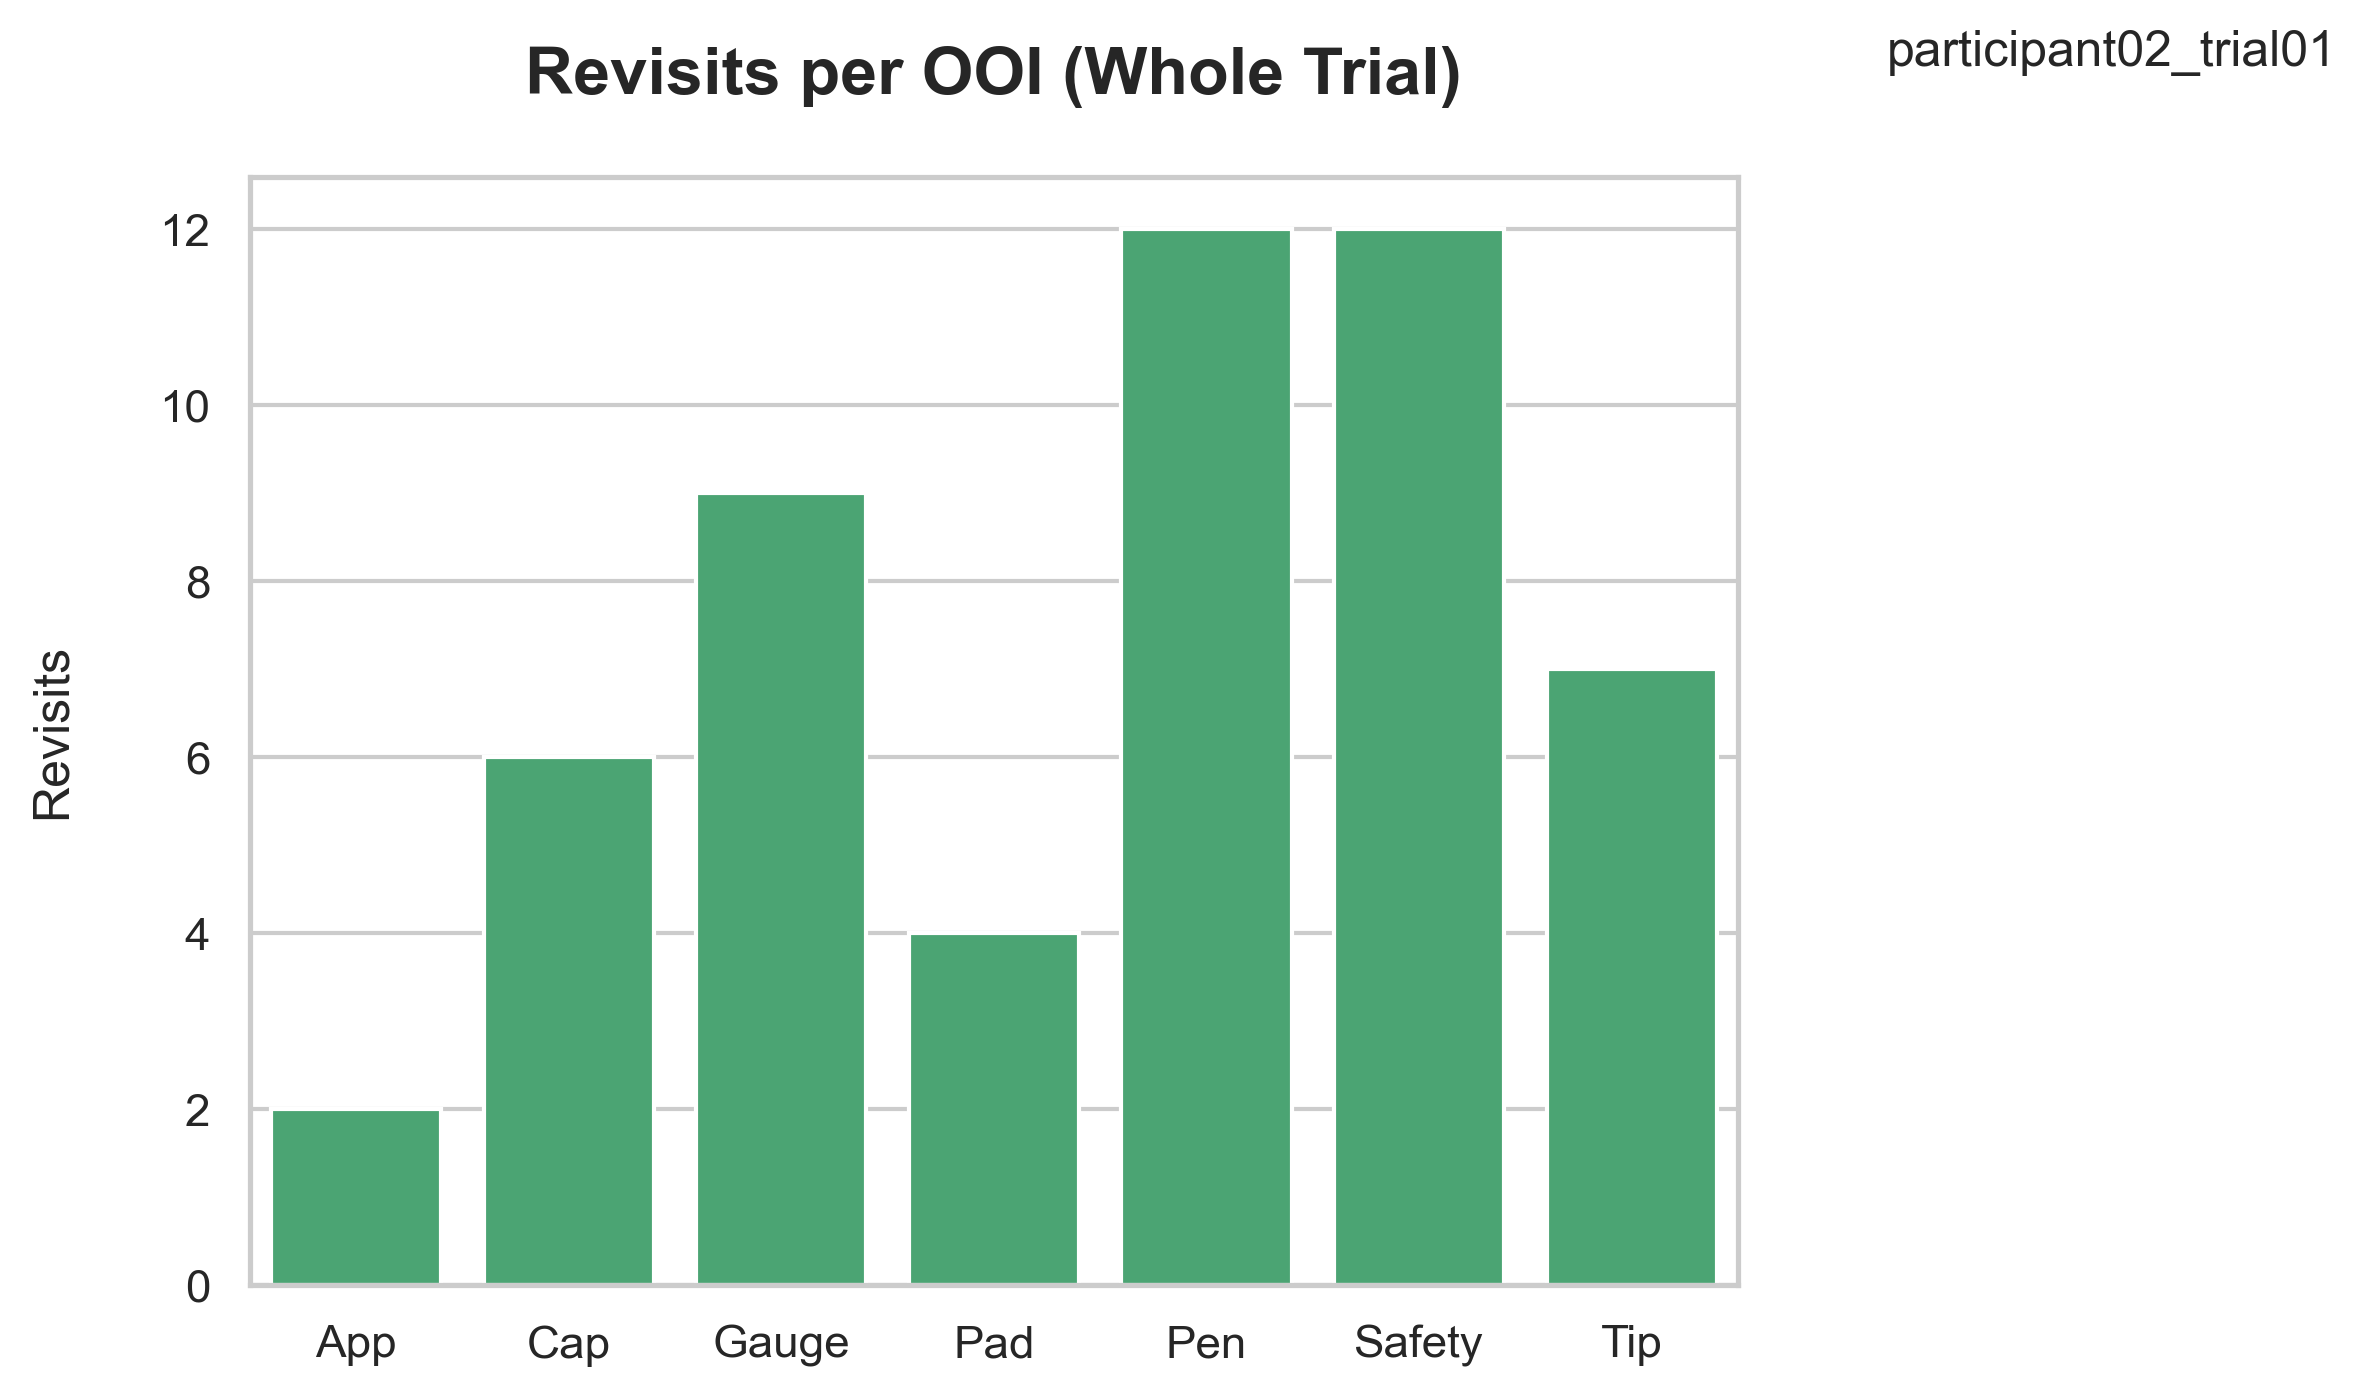 participant02_trial01
Revisits per OOI (Whole Trial)
Revisits
12
10
8
6
4
2
0
App Cap Gauge Pad Pen Safety Tip